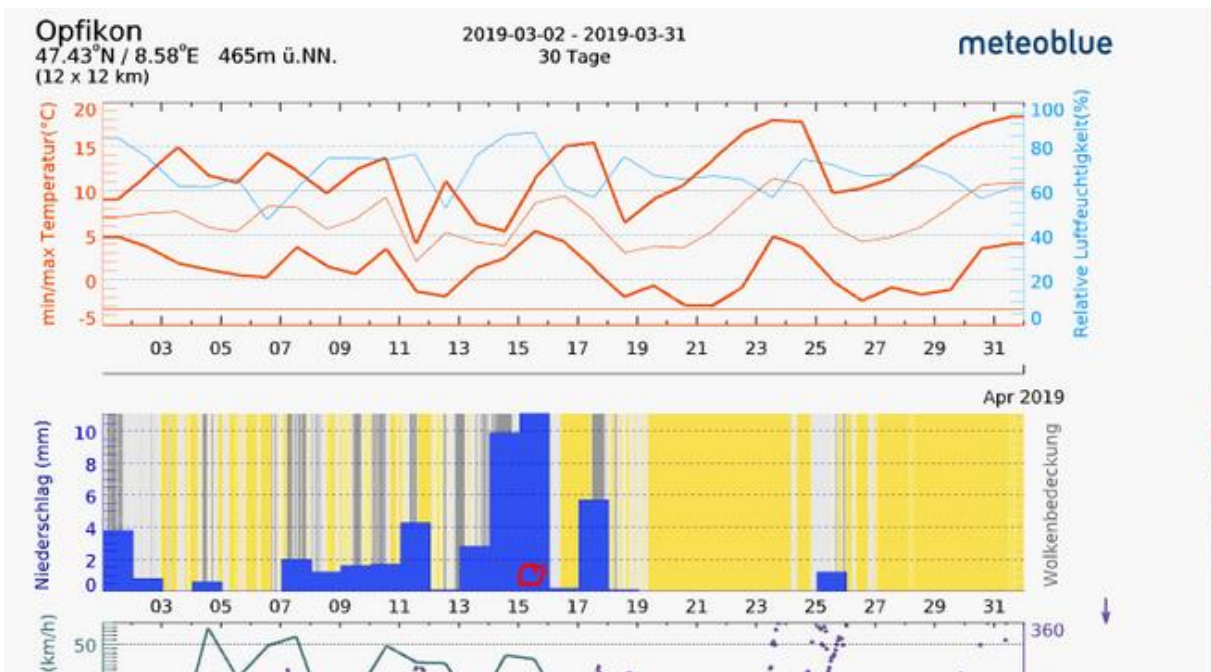 Opfikon
47.43°N / 8.58°E 465m ü.NN.
(12 x 12 km)
2019-03-02 - 2019-03-31
30 Tage
meteoblue
min/max Temperatur(°C)
20
15
10
5
0
-5
100
80
60
40
20
0
Relative Luftfeuchtigkeit(%)
03 05 07 09 11 13 15 17 19 21 23 25 27 29 31
Apr 2019
Niederschlag (mm)
10
8
6
4
2
0
Wolkenbedeckung
03 05 07 09 11 13 15 17 19 21 23 25 27 29 31
(km/h)
50
360